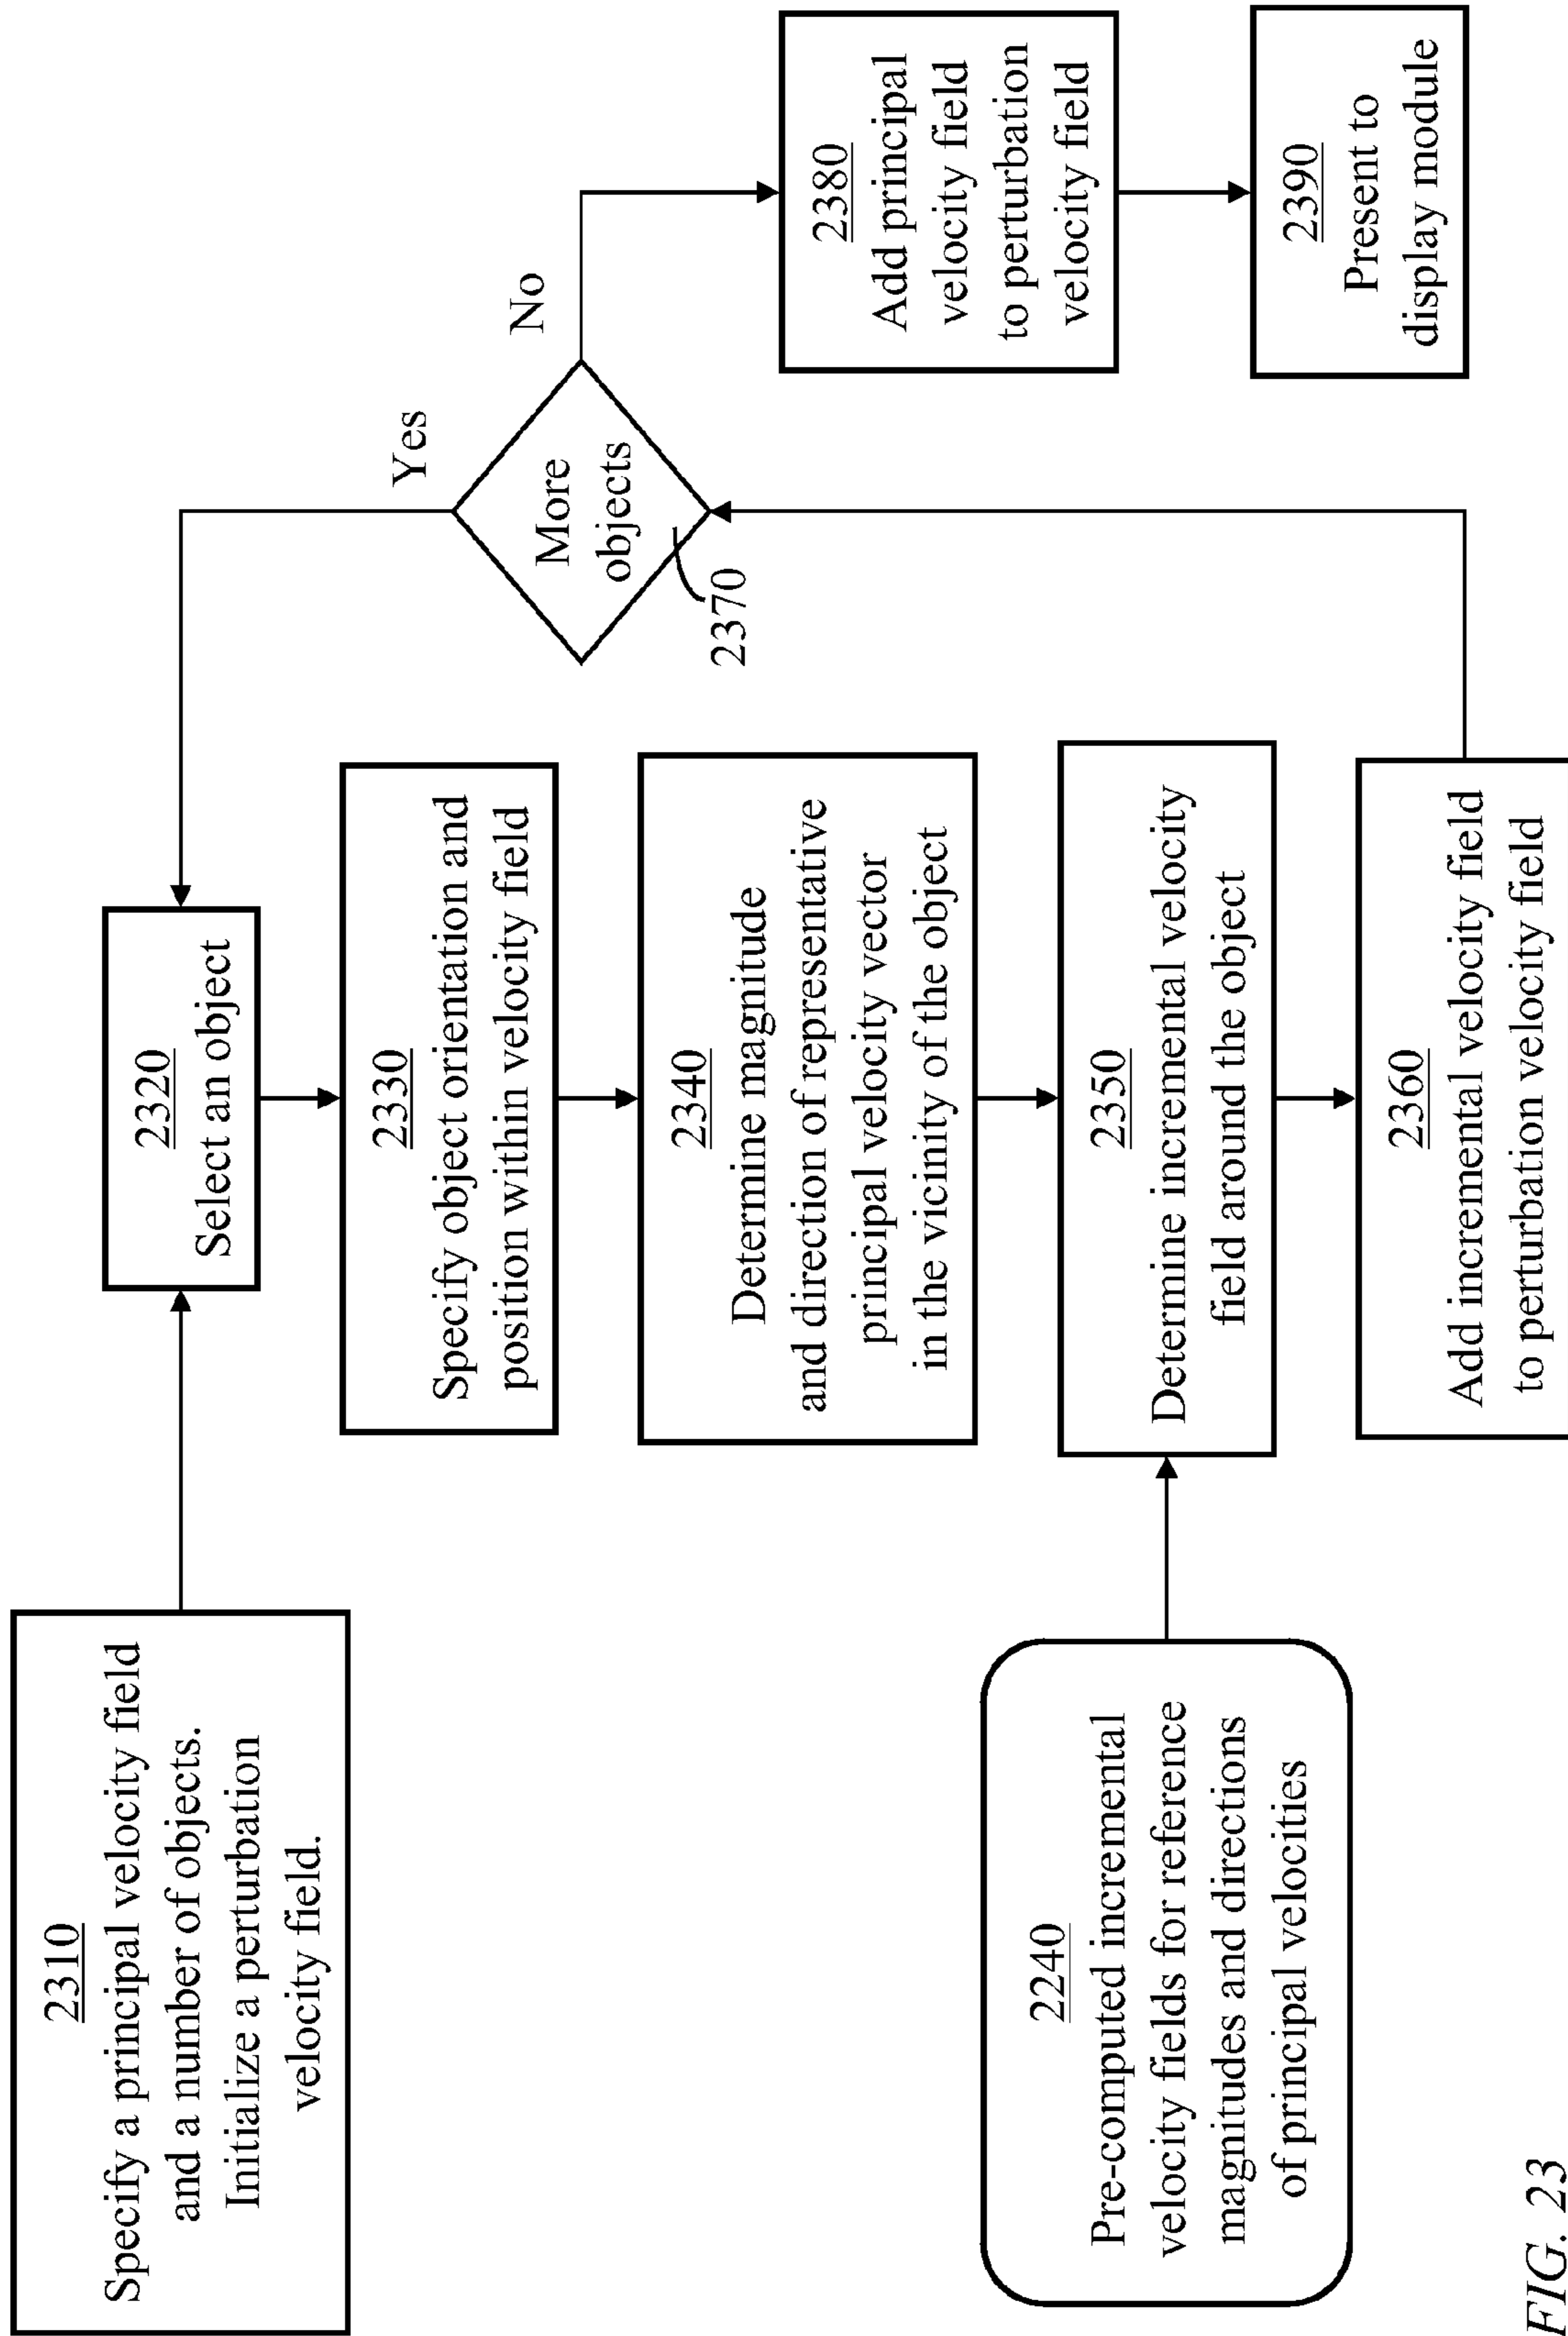 2310
Specify a principal velocity field
and a number of objects.
Initialize a perturbation
velocity field.
2320
Select an object
2330
Specify object orientation and
position within velocity field
2340
Determine magnitude
and direction of representative
principal velocity vector
in the vicinity of the object
2240
Pre-computed incremental
velocity fields for reference
magnitudes and directions
of principal velocities
2350
Determine incremental velocity
field around the object
2360
Add incremental velocity field
to perturbation velocity field
Yes
More
objects
2370
No
2380
Add principal
velocity field
to perturbation
velocity field
2390
Present to
display module
FIG. 23